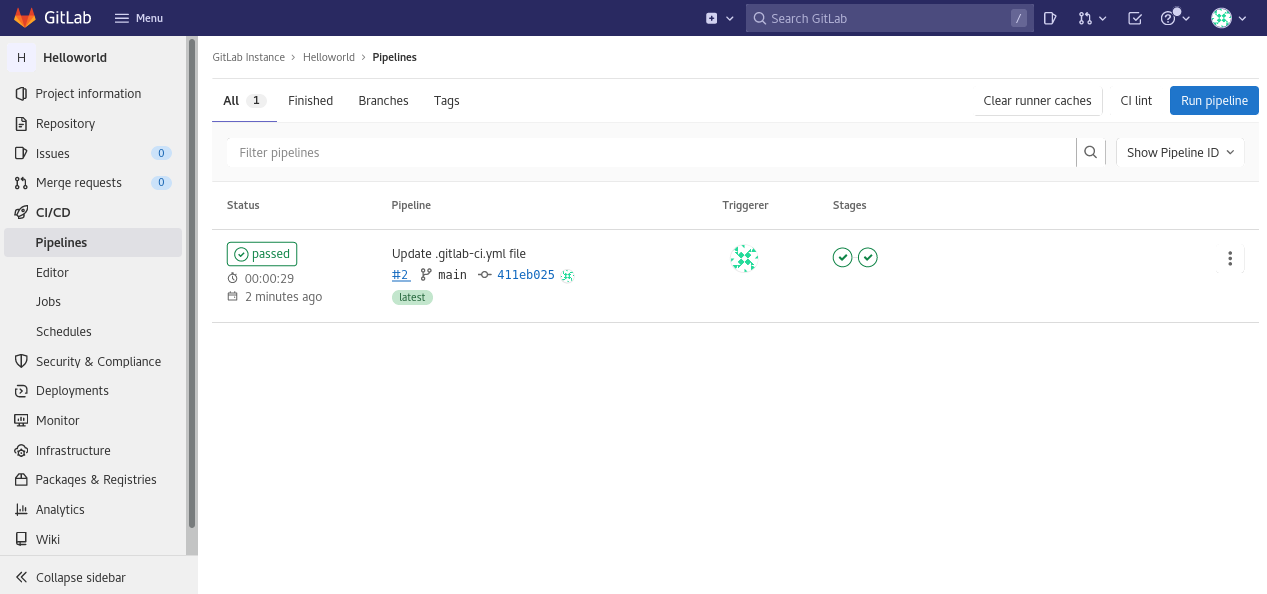 GitLab Menu Search GitLab /
H Helloworld
Project information
Repository
Issues 0
Merge requests 0
CI/CD
Pipelines
Editor
Jobs
Schedules
Security & Compliance
Deployments
Monitor
Infrastructure
Packages & Registries
Analytics
Wiki
Collapse sidebar
GitLab Instance › Helloworld › Pipelines
All 1 Finished Branches Tags Clear runner caches CI lint Run pipeline
Filter pipelines Show Pipeline ID
Status Pipeline Triggerer Stages
passed Update .gitlab-ci.yml file
00:00:29 #2 main 411eb025
2 minutes ago latest